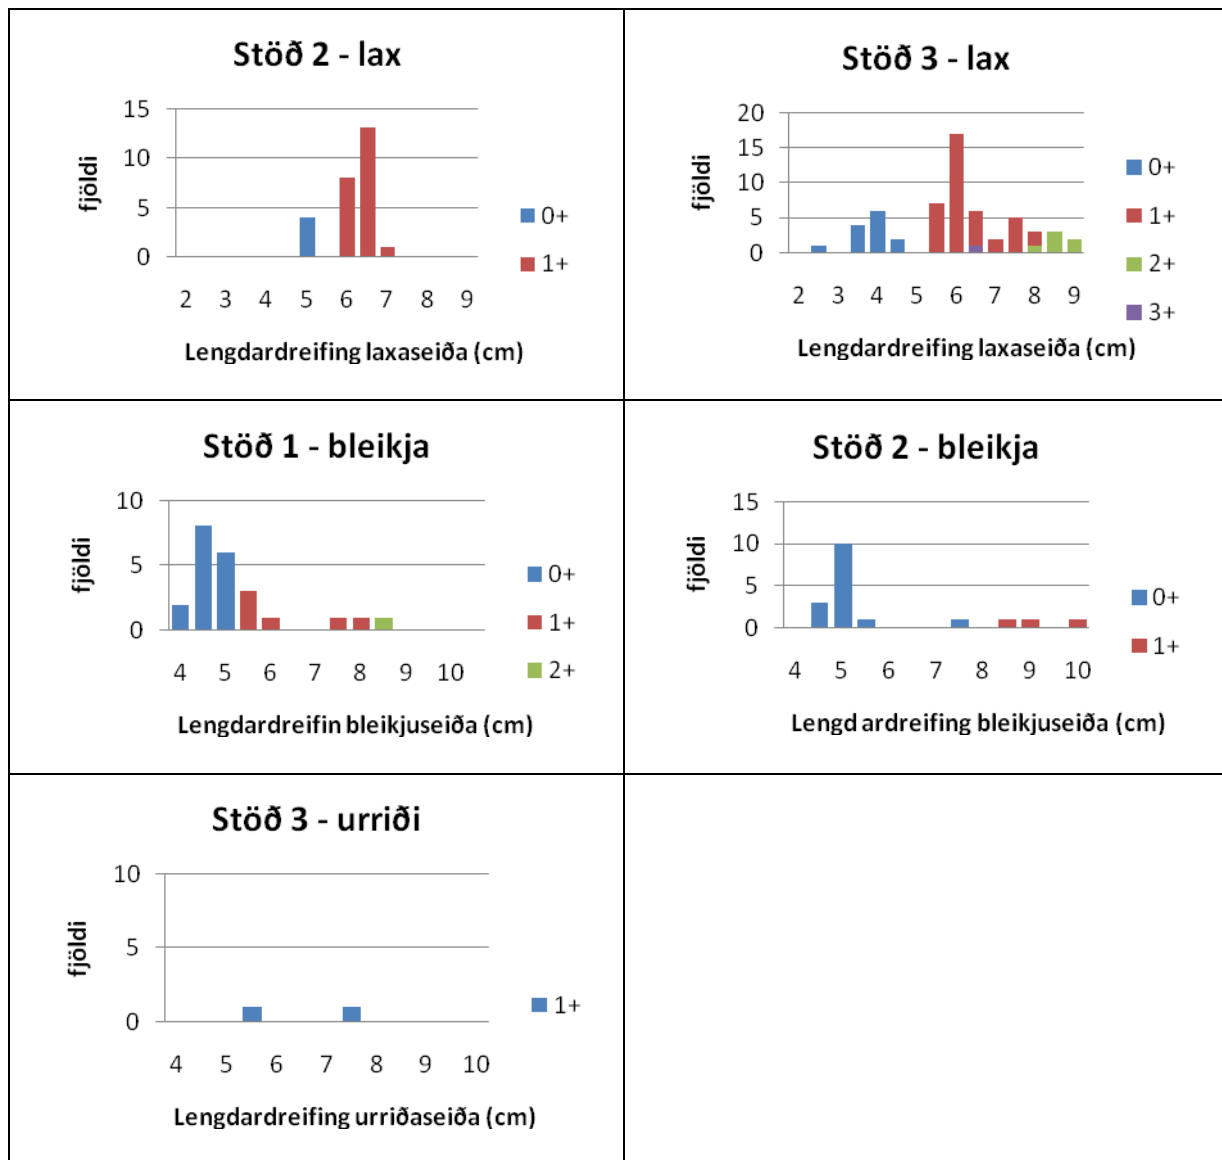 Stöð 2 - lax
15
10
5
0
fjöldi
2 3 4 5 6 7 8 9
Lengdardreifing laxaseiða (cm)
0+
1+
Stöð 3 - lax
20
15
10
5
0
fjöldi
2 3 4 5 6 7 8 9
Lengdardreifing laxaseiða (cm)
0+
1+
2+
3+
Stöð 1 - bleikja
10
5
0
fjöldi
4 5 6 7 8 9 10
Lengdardreifin bleikjuseiða (cm)
0+
1+
2+
Stöð 2 - bleikja
15
10
5
0
fjöldi
4 5 6 7 8 9 10
Lengd ardreifing bleikjuseiða (cm)
0+
1+
Stöð 3 - urriði
10
5
0
fjöldi
4 5 6 7 8 9 10
Lengdardreifing urriðaseiða (cm)
1+